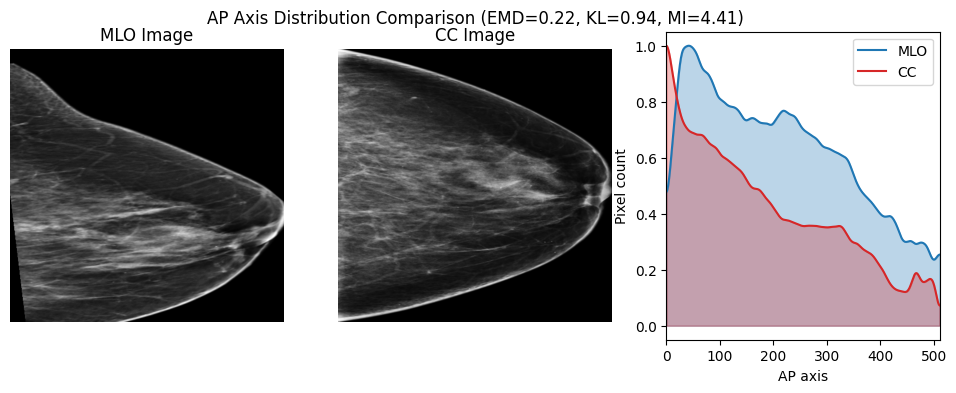 AP Axis Distribution Comparison (EMD=0.22, KL=0.94, MI=4.41)
MLO Image
CC Image
MLO
CC
Pixel count
1.0
0.8
0.6
0.4
0.2
0.0
0 100 200 300 400 500
AP axis